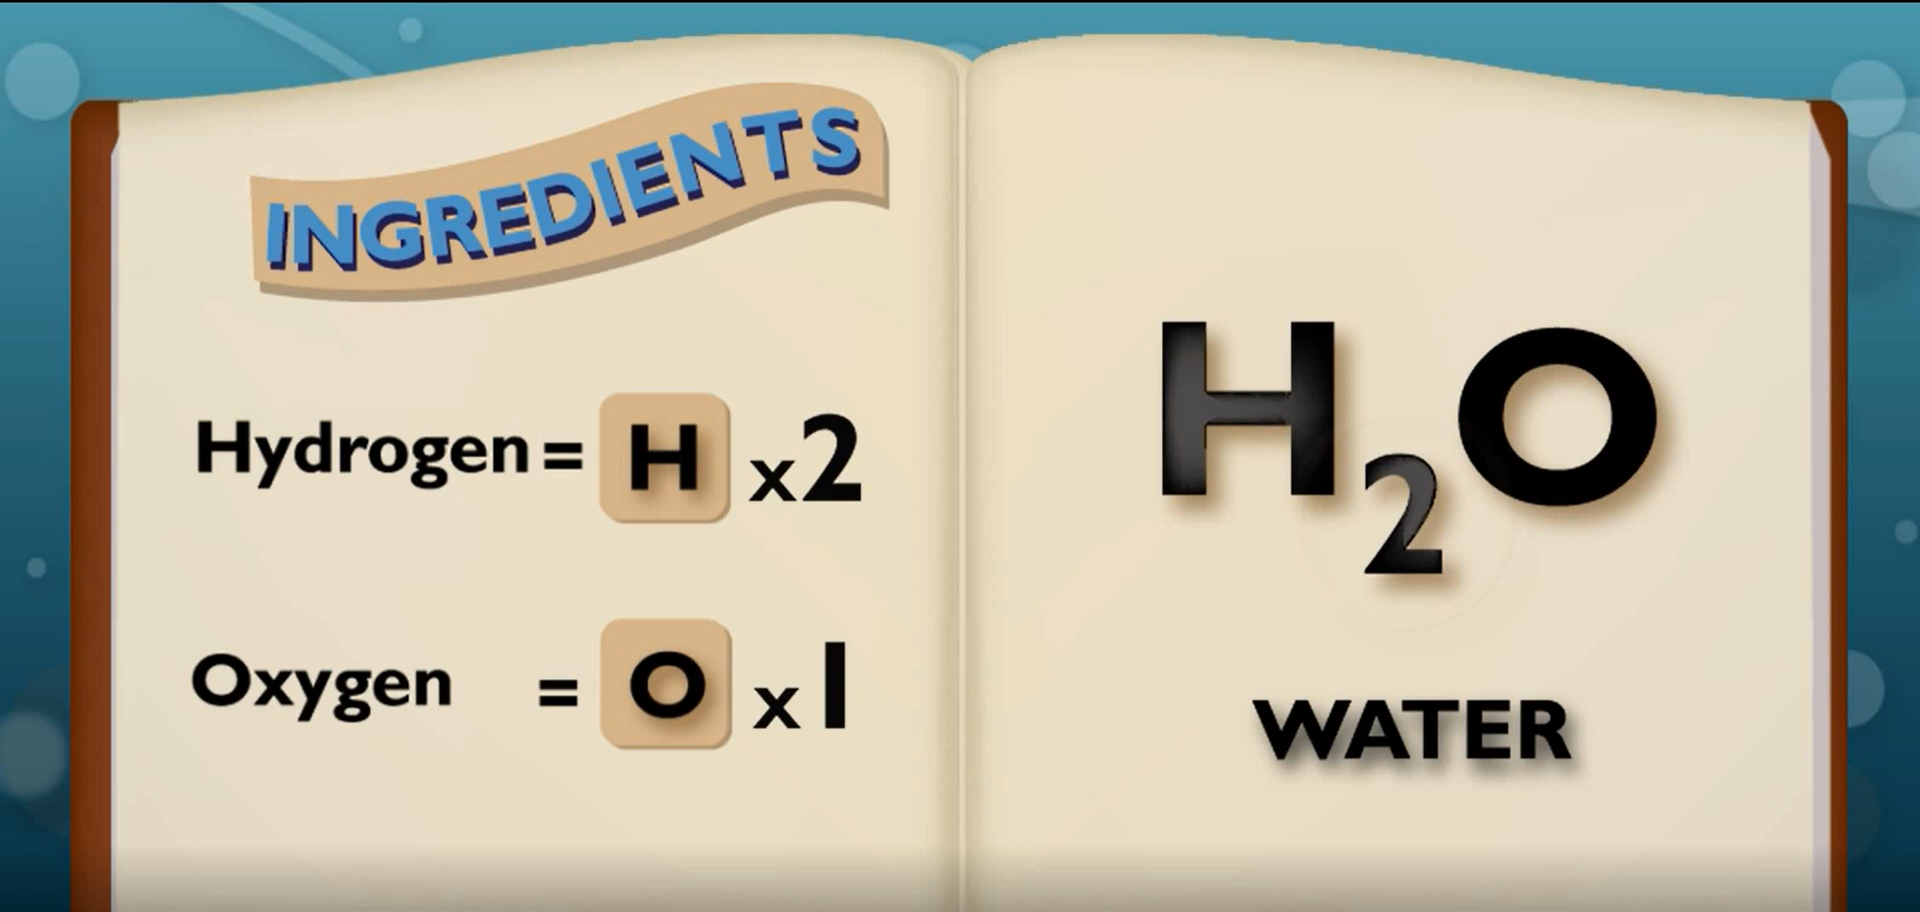 INGREDIENTS
Hydrogen = H x2
Oxygen = O x1
H₂O
WATER